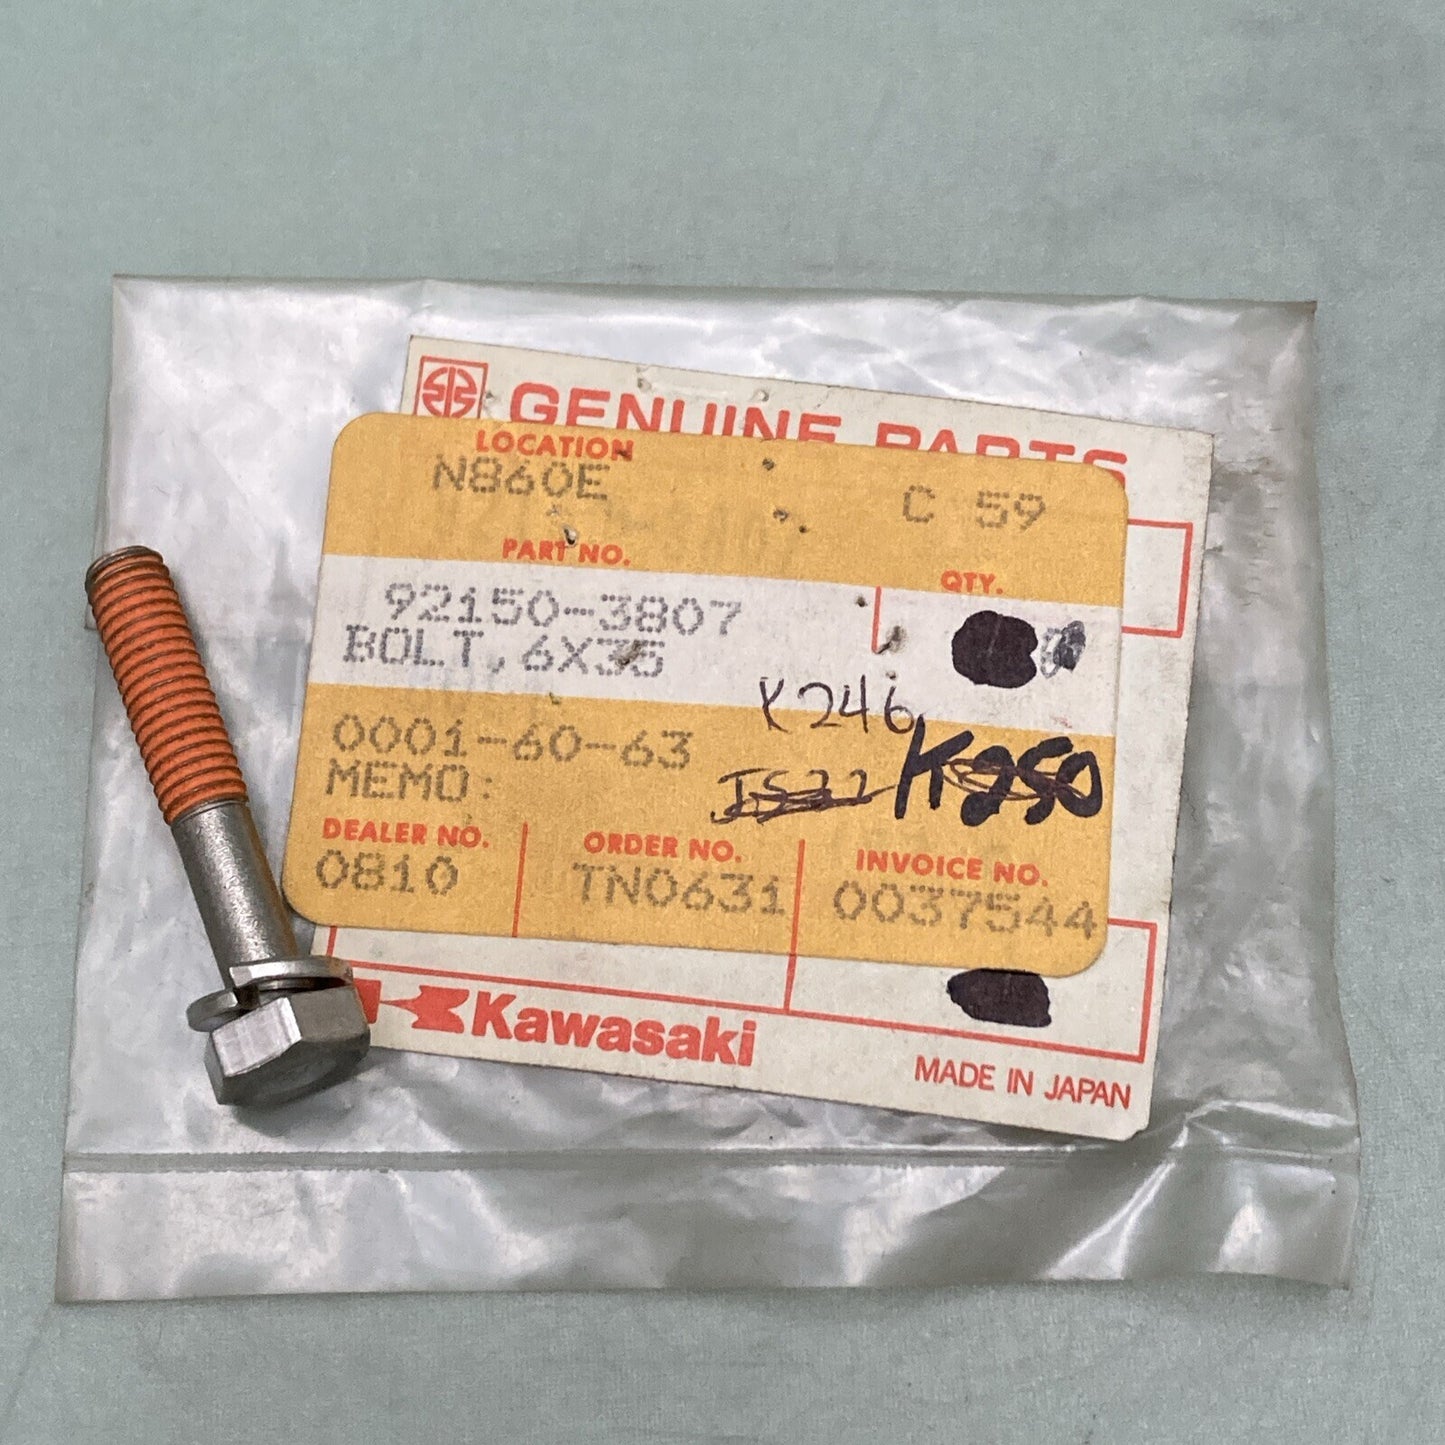 GENUINE PARTS
LOCATION
N860E C 59
PART NO. QTY.
92150-3807
BOLT, 6X35
K246
0001-60-63
K250
MEMO:
DEALER NO. ORDER NO. INVOICE NO.
0810 TN0631 0037544
Kawasaki
MADE IN JAPAN